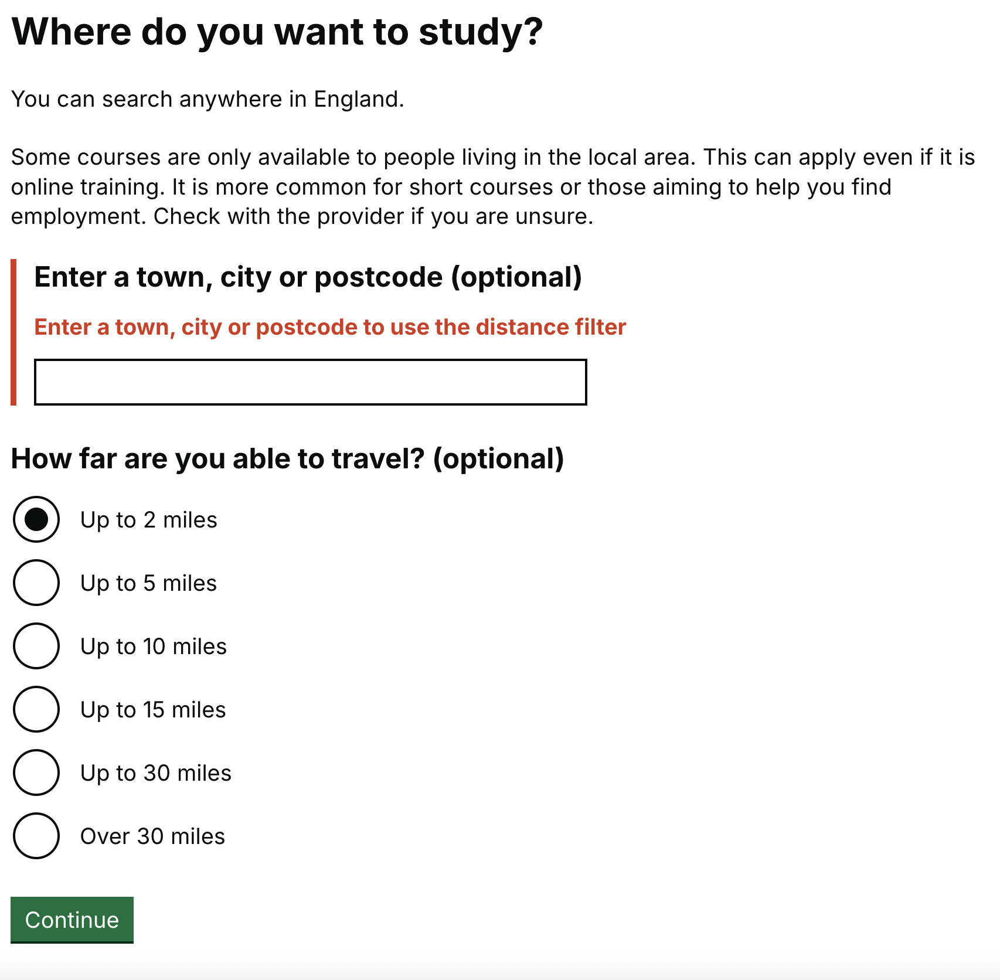 Where do you want to study?
You can search anywhere in England.
Some courses are only available to people living in the local area. This can apply even if it is
online training. It is more common for short courses or those aiming to help you find
employment. Check with the provider if you are unsure.
Enter a town, city or postcode (optional)
Enter a town, city or postcode to use the distance filter
How far are you able to travel? (optional)
Up to 2 miles
Up to 5 miles
Up to 10 miles
Up to 15 miles
Up to 30 miles
Over 30 miles
Continue